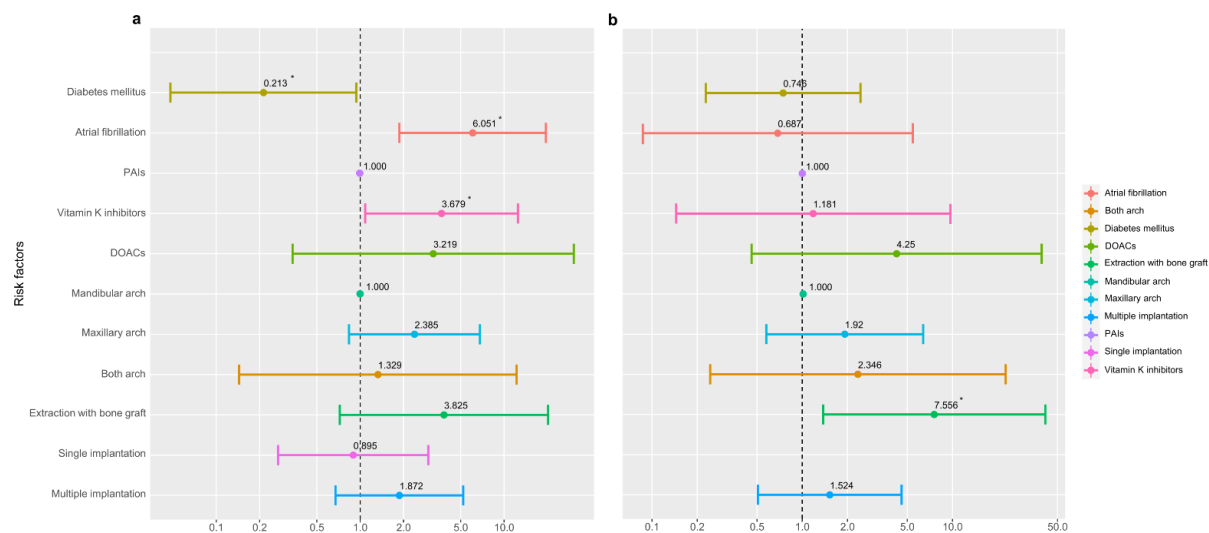 a
b
Risk factors
Diabetes mellitus
Atrial fibrillation
PAIs
Vitamin K inhibitors
DOACs
Mandibular arch
Maxillary arch
Both arch
Extraction with bone graft
Single implantation
Multiple implantation
0.213 *
6.051 *
1.000
3.679 *
3.219
1.000
2.385
1.329
3.825
0.895
1.872
0.1 0.2 0.5 1.0 2.0 5.0 10.0
0.746
0.687
1.000
1.181
4.25
1.000
1.92
2.346
7.556 *
1.524
0.1 0.2 0.5 1.0 2.0 5.0 10.0 50.0
Atrial fibrillation
Both arch
Diabetes mellitus
DOACs
Extraction with bone graft
Mandibular arch
Maxillary arch
Multiple implantation
PAIs
Single implantation
Vitamin K inhibitors